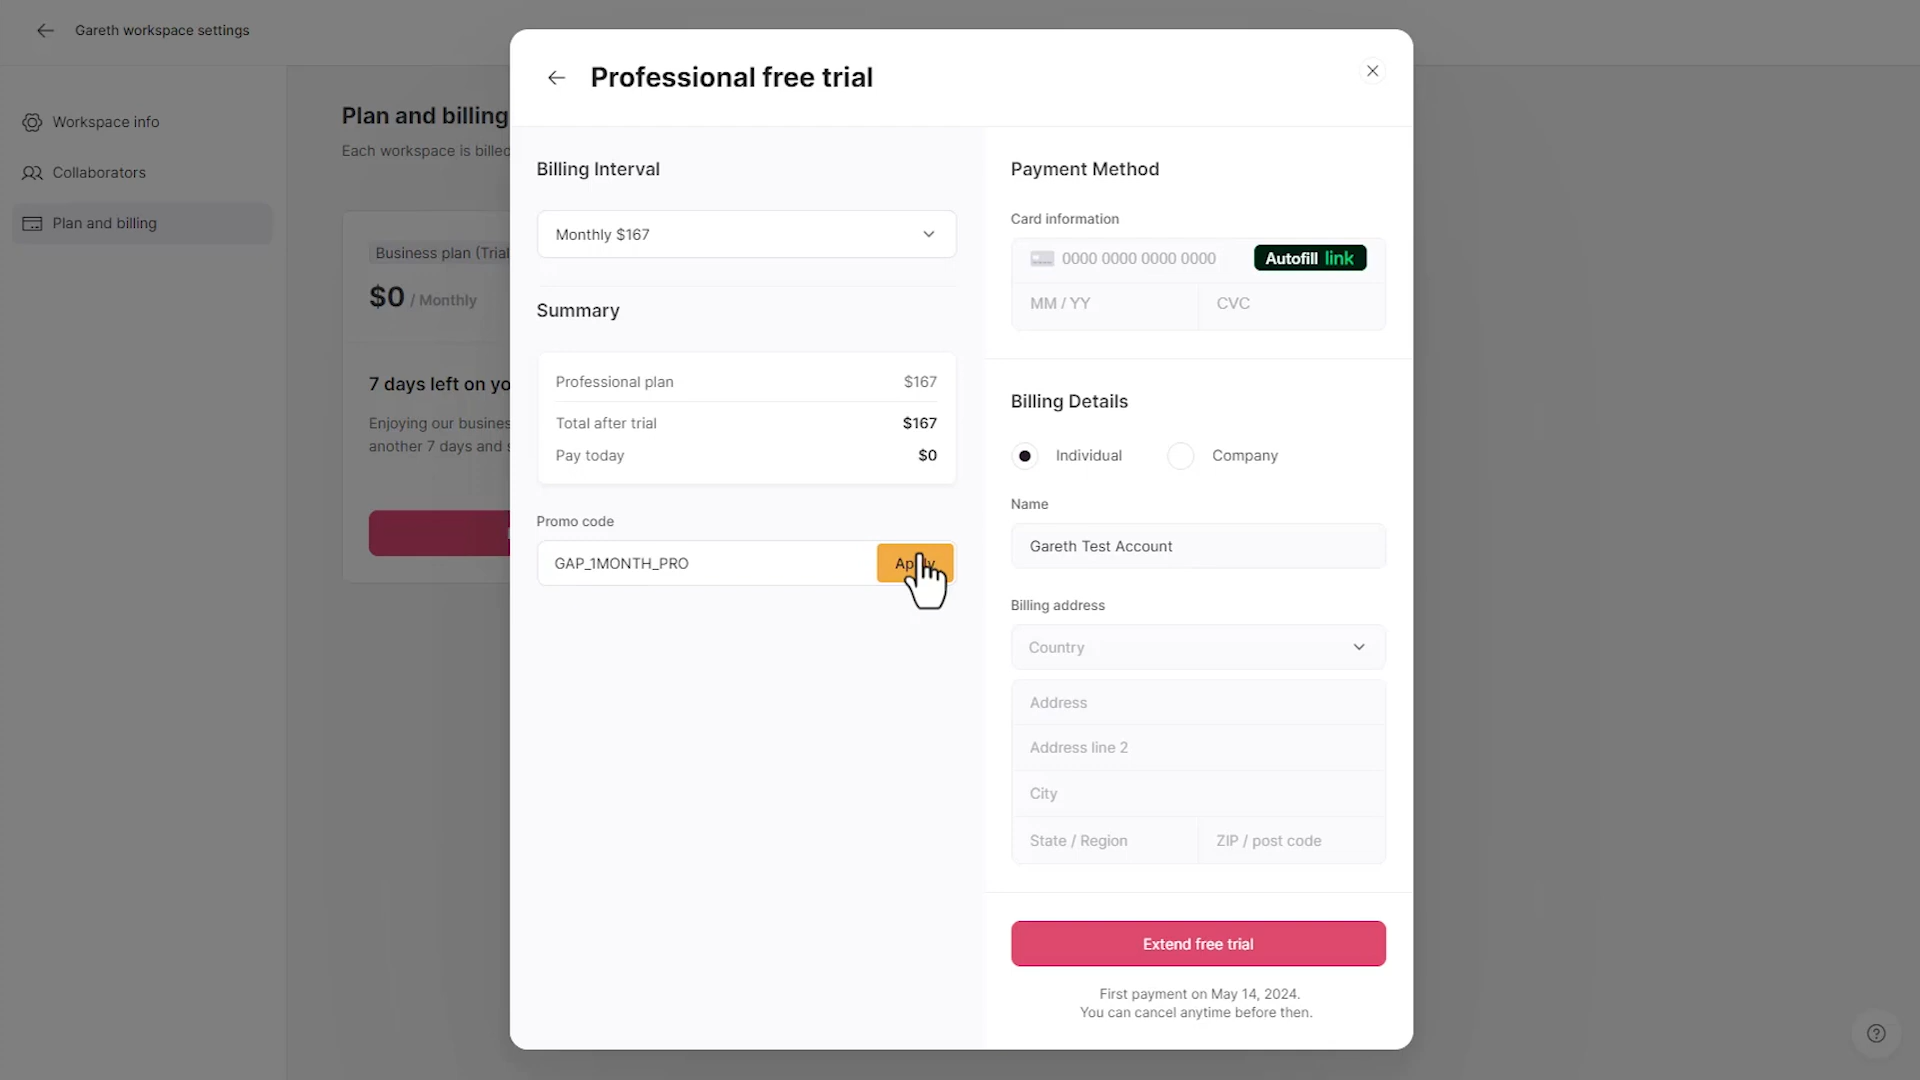 Gareth workspace settings
Workspace info
Collaborators
Plan and billing
Plan and billing
Each workspace is billed
Business plan (Trial
$0 / Monthly
7 days left on yo
Enjoying our busines
another 7 days and s
Professional free trial
Billing Interval
Monthly $167
Summary
Professional plan $167
Total after trial $167
Pay today $0
Promo code
GAP_1MONTH_PRO
Apply
Payment Method
Card information
0000 0000 0000 0000
Autofill link
MM / YY CVC
Billing Details
Individual Company
Name
Gareth Test Account
Billing address
Country
Address
Address line 2
City
State / Region ZIP / post code
Extend free trial
First payment on May 14, 2024.
You can cancel anytime before then.